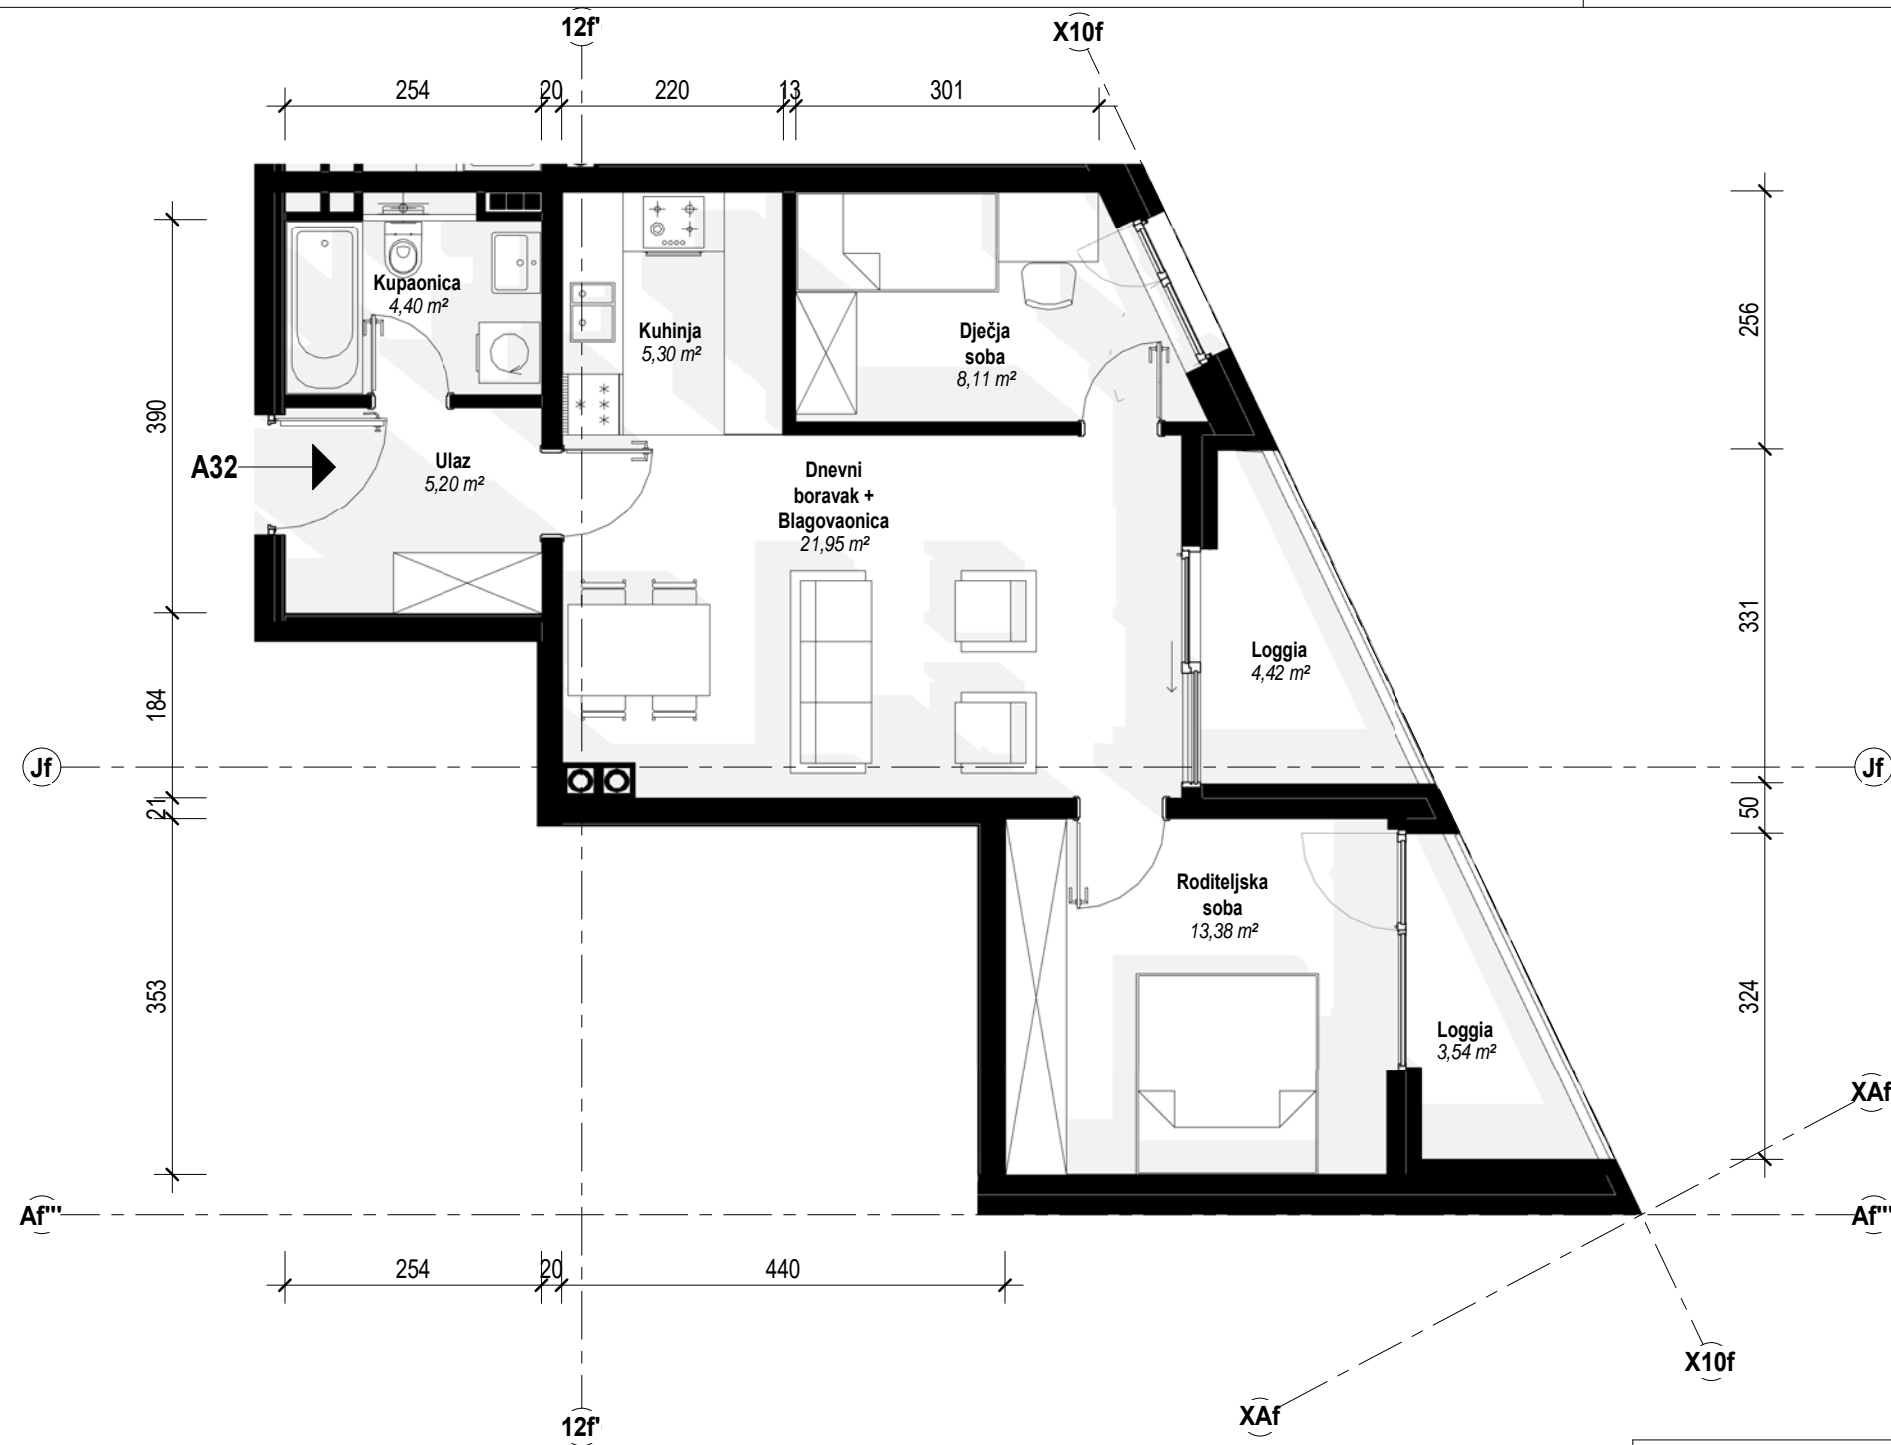 12f'
X10f
254
20
220
13
301
Kupaonica
4,40 m²
Kuhinja
5,30 m²
Dječja
soba
8,11 m²
256
390
A32
Ulaz
5,20 m²
Dnevni
boravak +
Blagovaonica
21,95 m²
331
Loggia
4,42 m²
184
Jf
Jf
21
50
Roditeljska
soba
13,38 m²
353
324
Loggia
3,54 m²
XAf
Af'''
Af'''
254
20
440
X10f
XAf
12f'